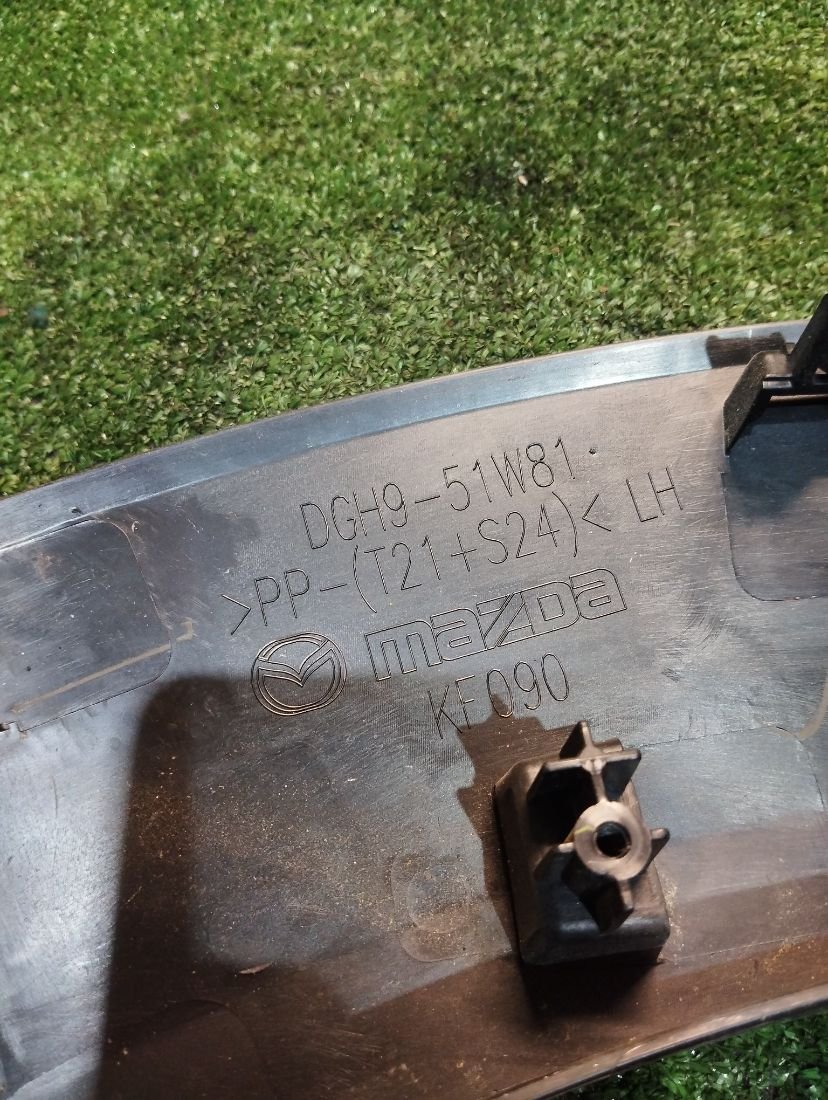 DGH9-51W81.
>PP-(T21+S24)< LH
mazda
KF090